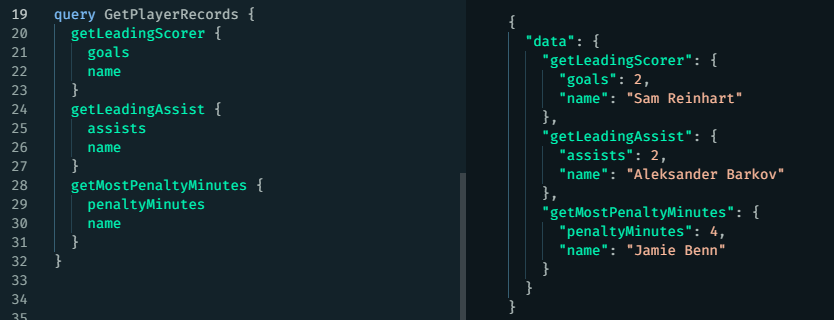 19 query GetPlayerRecords {
20   getLeadingScorer {
21     goals
22     name
23   }
24   getLeadingAssist {
25     assists
26     name
27   }
28   getMostPenaltyMinutes {
29     penaltyMinutes
30     name
31   }
32 }
33
34
35
{
  "data": {
    "getLeadingScorer": {
      "goals": 2,
      "name": "Sam Reinhart"
    },
    "getLeadingAssist": {
      "assists": 2,
      "name": "Aleksander Barkov"
    },
    "getMostPenaltyMinutes": {
      "penaltyMinutes": 4,
      "name": "Jamie Benn"
    }
  }
}